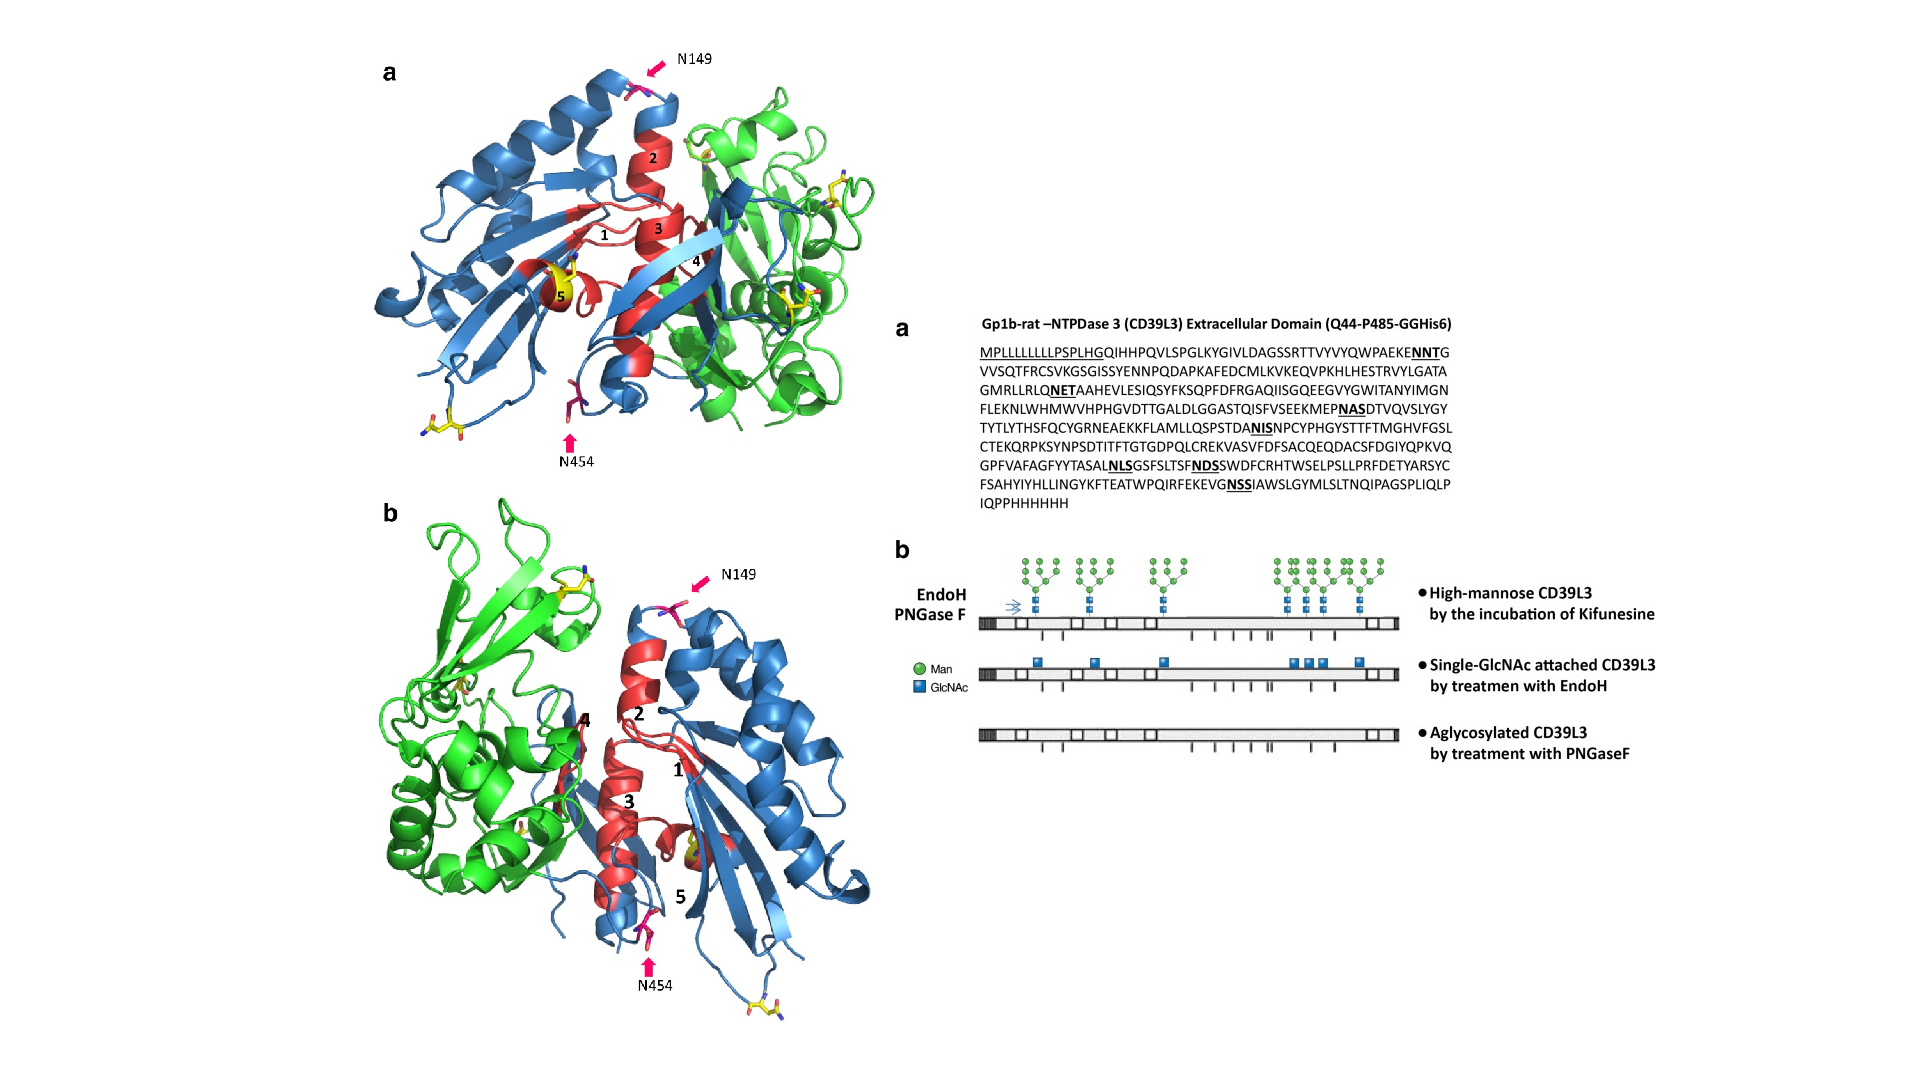 a
N149
2
1
3
4
5
N454
b
N149
4
2
1
3
5
N454
a
Gp1b-rat –NTPDase 3 (CD39L3) Extracellular Domain (Q44-P485-GGHis6)
MPLLLLLLLLPSPLHGQIHHPQVLSPGLKYGIVLDAGSSRTTVYVYQWPAEKENNTG
VVSQTFRCSVKGSGISSYENNPQDAPKAFEDCMLKVKEQVPKHLHESTRVYLGATA
GMRLLRLQNETAAHEVLESIQSYFKSQPFDFRGAQIISGQEEGVYGWITANYIMGN
FLEKNLWHMWVHPHGVDTTGALDLGGASTQISFVSEEKMEPNASDTVQVSLYGY
TYTLYTHSFQCYGRNEAEKKFLAMLLQSPSTDANISNPCYPHGYSTTFTMGHVFGSL
CTEKQRPKSYNPSDTITFTGTGDPQLCREKVASVFDFSACQEQDACSFDGIYQPKVQ
GPFVAFAGFYYTASALNLSGSFSLTSFNDSSWDFCRHTWSELPSLLPRFDETYARSYC
FSAHYIYHLLINGYKFTEATWPQIRFEKEVGNSSIAWSLGYMLSLTNQIPAGSPLIQLP
IQPPHHHHHH
b
EndoH
PNGase F
Man
GlcNAc
● High-mannose CD39L3
by the incubation of Kifunesine
● Single-GlcNAc attached CD39L3
by treatmen with EndoH
● Aglycosylated CD39L3
by treatment with PNGaseF